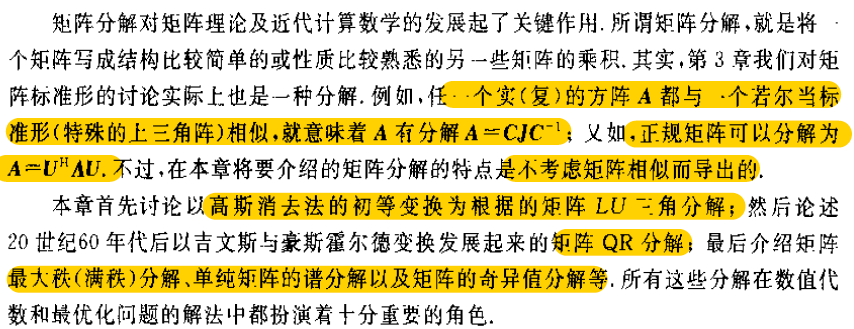 矩阵分解对矩阵理论及近代计算数学的发展起了关键作用.所谓矩阵分解,就是将一
个矩阵写成结构比较简单的或性质比较熟悉的另一些矩阵的乘积.其实,第3章我们对矩
阵标准形的讨论实际上也是一种分解.例如,任一个实(复)的方阵A都与一个若尔当标
准形(特殊的上三角阵)相似,就意味着A有分解A=CJC⁻¹;又如,正规矩阵可以分解为
A=UᴴΛU.不过,在本章将要介绍的矩阵分解的特点是不考虑矩阵相似而导出的.
本章首先讨论以高斯消去法的初等变换为根据的矩阵LU三角分解;然后论述
20世纪60年代后以吉文斯与豪斯霍尔德变换发展起来的矩阵QR分解;最后介绍矩阵
最大秩(满秩)分解、单纯矩阵的谱分解以及矩阵的奇异值分解等.所有这些分解在数值代
数和最优化问题的解法中都扮演着十分重要的角色.